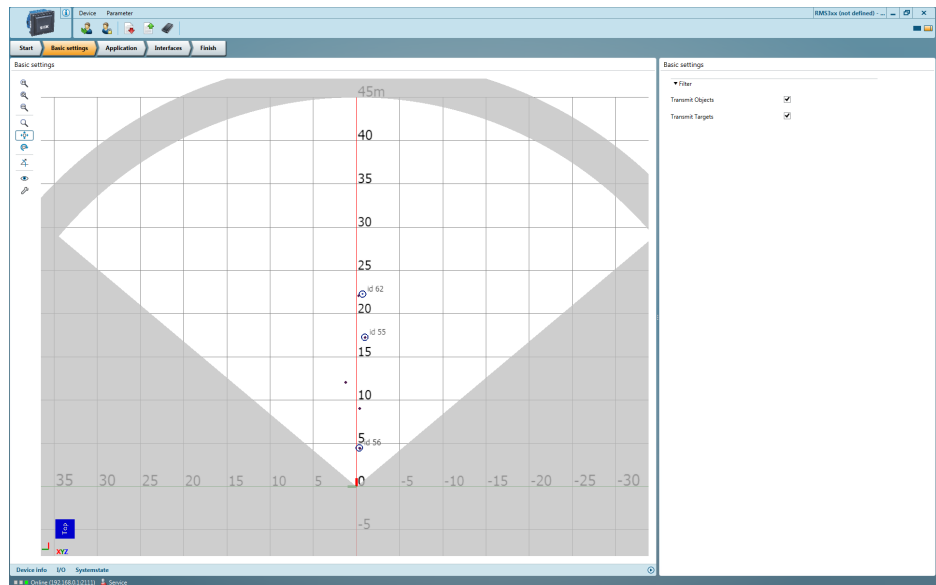 Device Parameter
RMS3xx (not defined) - ...
Start Basic settings Application Interfaces Finish
Basic settings
Basic settings
Filter
Transmit Objects
Transmit Targets
45m
40
35
30
25
id 62
20
id 55
15
10
5
id 56
35 30 25 20 15 10 5 0 -5 -10 -15 -20 -25 -30
-5
Top
XYZ
Device info I/O Systemstate
Online (192.168.0.1:2111) Service